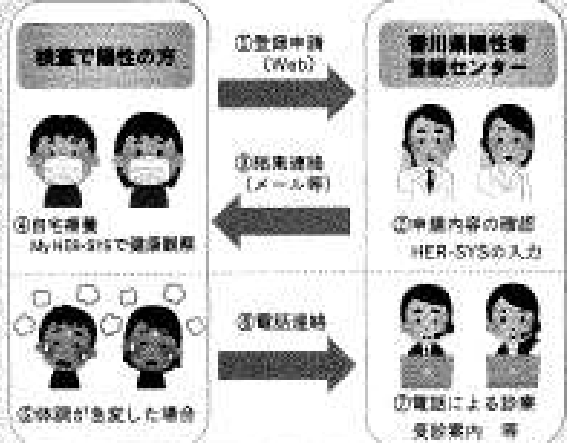 検査で陽性の方
①登録申請
(Web)
香川県陽性者
登録センター
③結果連絡
(メール等)
④自宅療養
My HER-SYSで健康観察
②申請内容の確認
HER-SYSの入力
⑥電話連絡
⑤体調が急変した場合
⑦電話による診療
受診案内 等